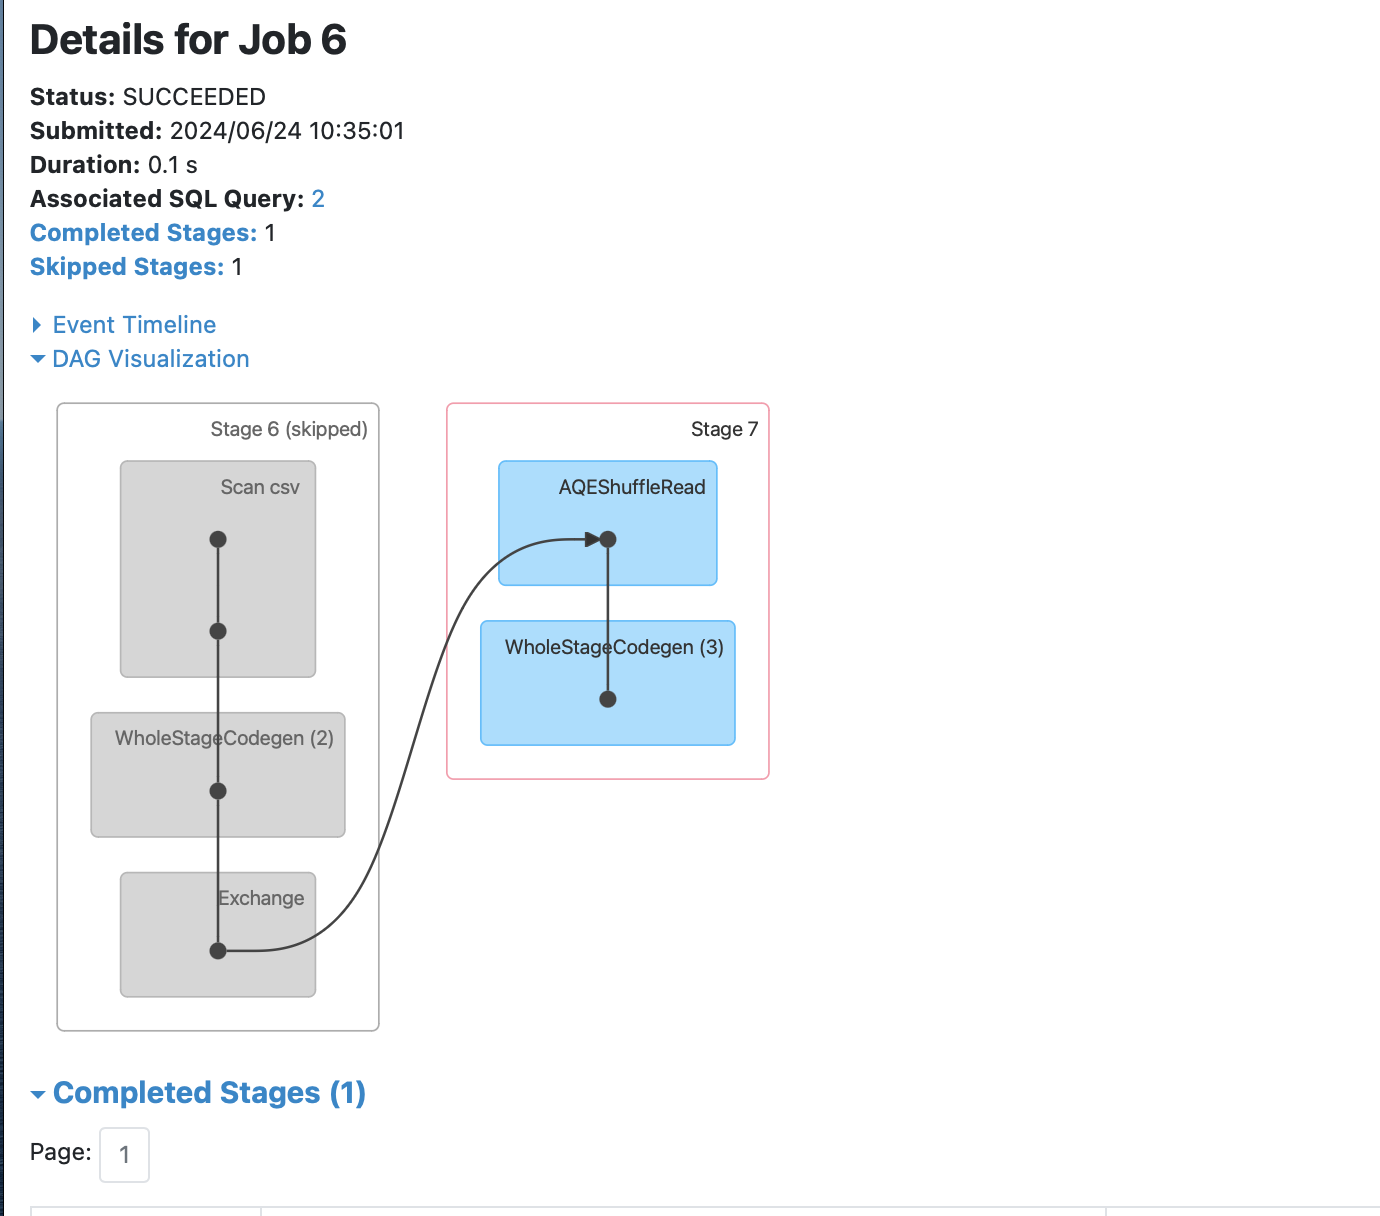 Details for Job 6
Status: SUCCEEDED
Submitted: 2024/06/24 10:35:01
Duration: 0.1 s
Associated SQL Query: 2
Completed Stages: 1
Skipped Stages: 1
Event Timeline
DAG Visualization
Stage 6 (skipped)
Scan csv
WholeStageCodegen (2)
Exchange
Stage 7
AQEShuffleRead
WholeStageCodegen (3)
Completed Stages (1)
Page: 1